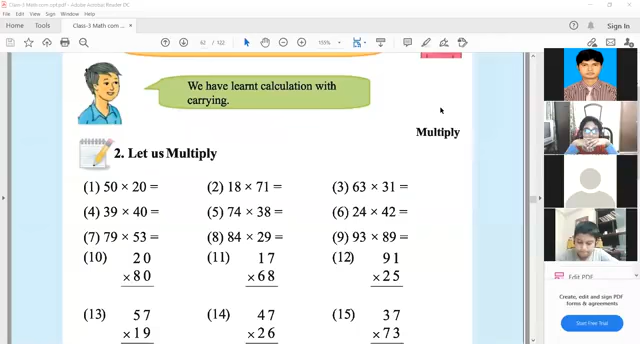 Class-3 Math com opt.pdf - Adobe Acrobat Reader DC
File Edit View Sign Window Help
Home Tools Class-3 Math com ... Sign In
62 / 122 155% Share
We have learnt calculation with
carrying.
Multiply
2. Let us Multiply
(1) 50 × 20 = (2) 18 × 71 = (3) 63 × 31 =
(4) 39 × 40 = (5) 74 × 38 = (6) 24 × 42 =
(7) 79 × 53 = (8) 84 × 29 = (9) 93 × 89 =
(10) 20 (11) 17 (12) 91
×80 ×68 ×25
(13) 57 (14) 47 (15) 37
×19 ×26 ×73
Edit PDF
Create, edit and sign PDF
forms & agreements
Start Free Trial